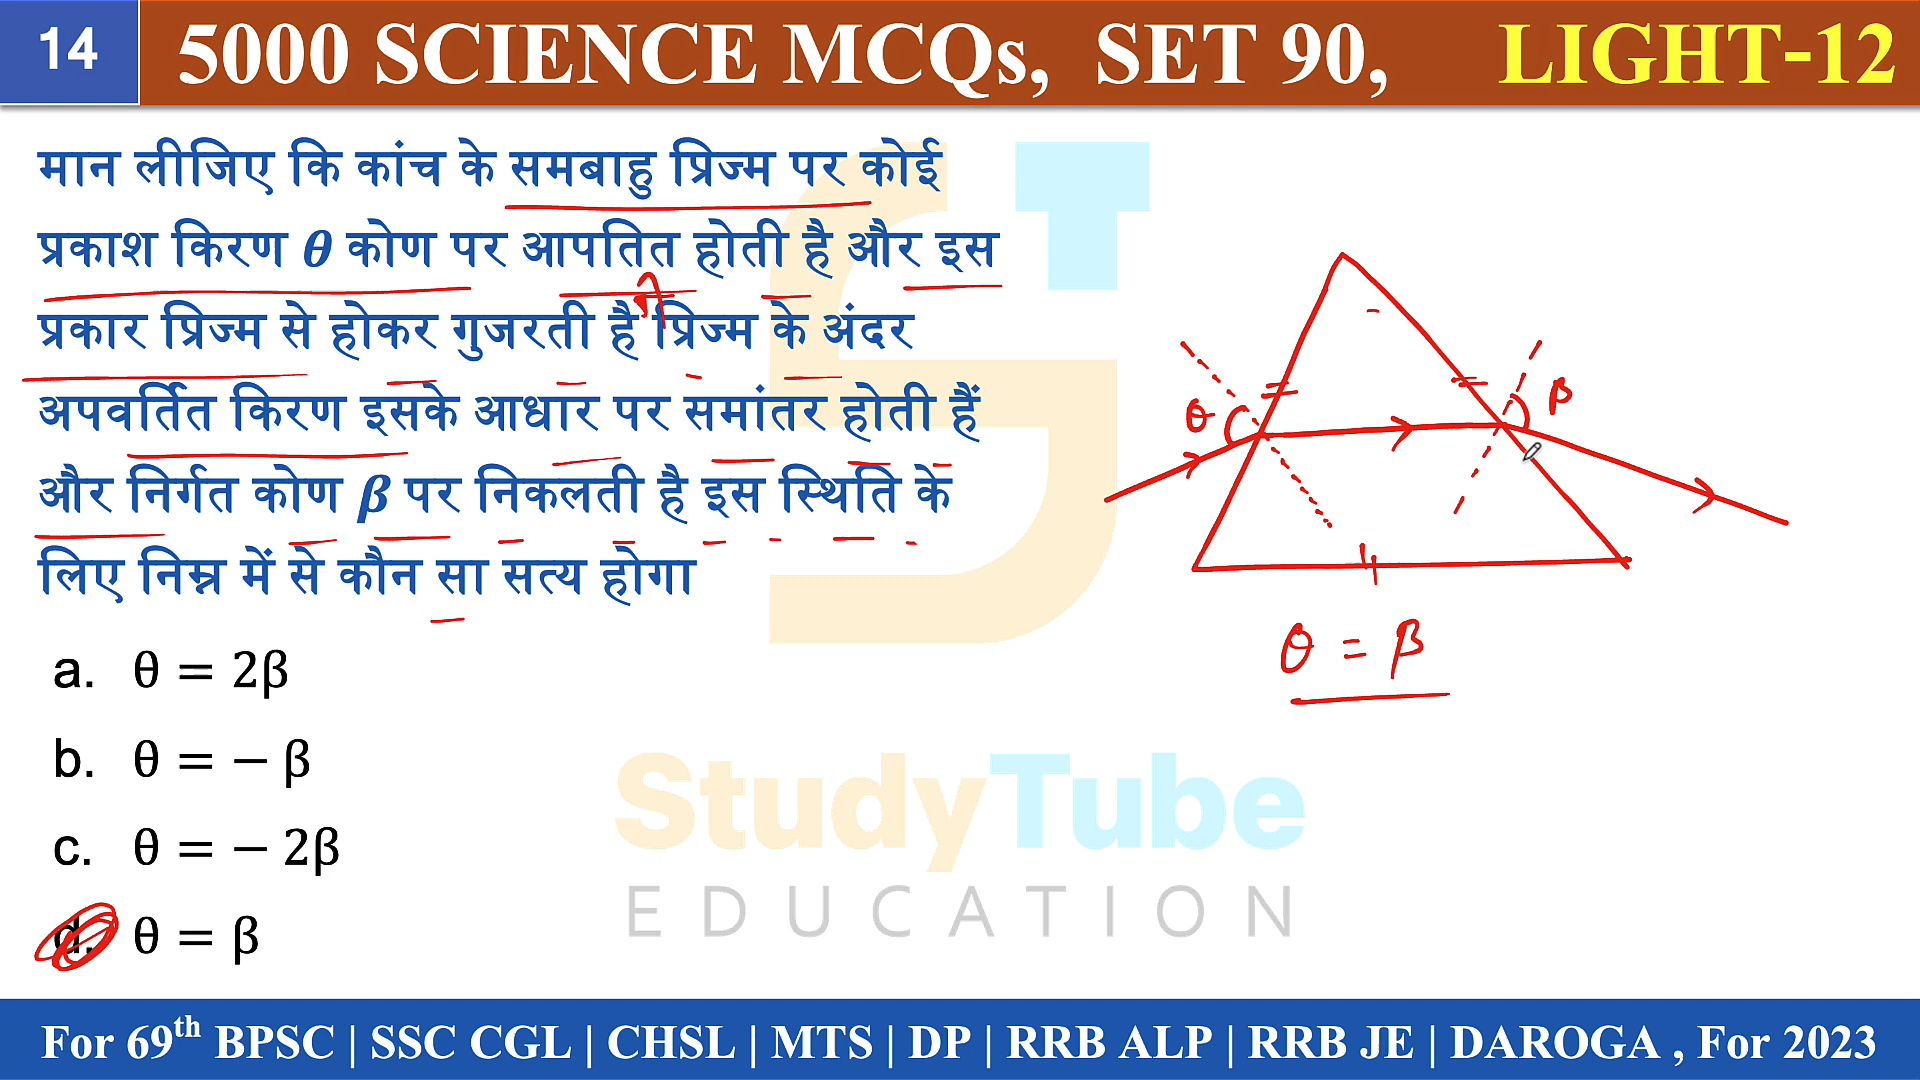 14
5000 SCIENCE MCQs, SET 90, LIGHT-12
मान लीजिए कि कांच के समबाहु प्रिज्म पर कोई
प्रकाश किरण θ कोण पर आपतित होती है और इस
प्रकार प्रिज्म से होकर गुजरती है प्रिज्म के अंदर
अपवर्तित किरण इसके आधार पर समांतर होती हैं
और निर्गत कोण β पर निकलती है इस स्थिति के
लिए निम्न में से कौन सा सत्य होगा
a. θ = 2β
b. θ = − β
c. θ = − 2β
d. θ = β
θ
β
θ = β
StudyTube
EDUCATION
For 69th BPSC | SSC CGL | CHSL | MTS | DP | RRB ALP | RRB JE | DAROGA , For 2023